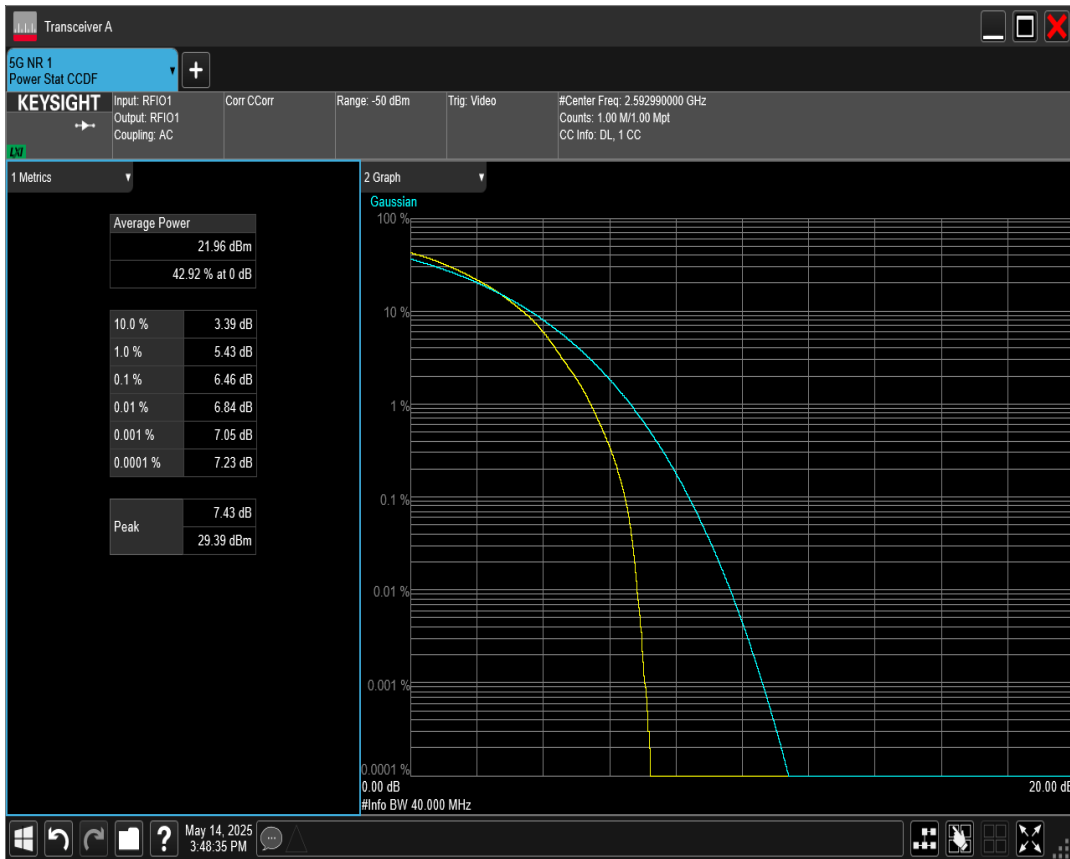 Transceiver A
5G NR 1
Power Stat CCDF
+
KEYSIGHT
LXI
Input: RFIO1
Output: RFIO1
Coupling: AC
Corr CCorr
Range: -50 dBm
Trig: Video
#Center Freq: 2.592990000 GHz
Counts: 1.00 M/1.00 Mpt
CC Info: DL, 1 CC
1 Metrics
Average Power
21.96 dBm
42.92 % at 0 dB
10.0 % 3.39 dB
1.0 % 5.43 dB
0.1 % 6.46 dB
0.01 % 6.84 dB
0.001 % 7.05 dB
0.0001 % 7.23 dB
Peak
7.43 dB
29.39 dBm
2 Graph
Gaussian
100 %
10 %
1 %
0.1 %
0.01 %
0.001 %
0.0001 %
0.00 dB 20.00 dB
#Info BW 40.000 MHz
?
May 14, 2025
3:48:35 PM